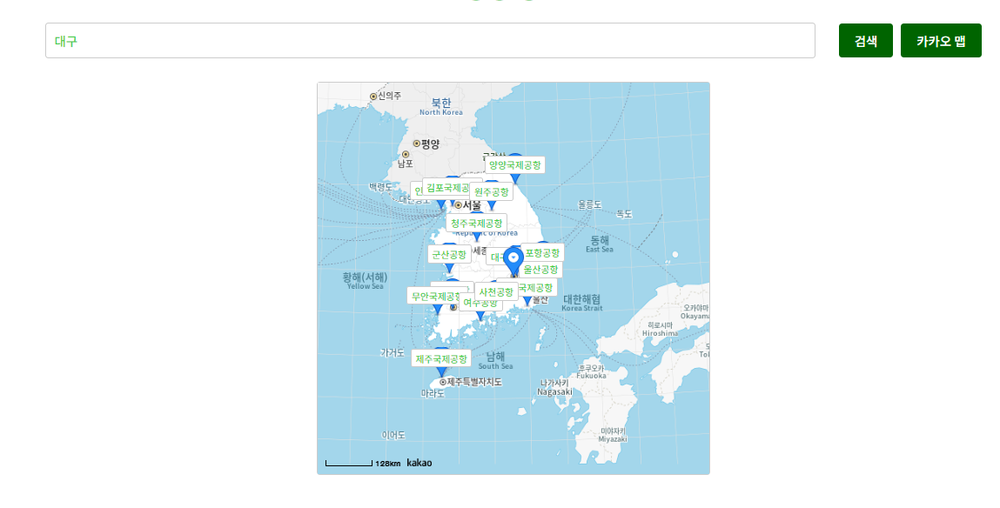 대구
검색
카카오 맵
신의주
북한
North Korea
평양
남포
양양국제공항
백령도
김포국제공
원주공항
서울
울릉도
독도
청주국제공항
Republic of Korea
동해
East Sea
군산공항
세종
대구
포항공항
울산공항
황해(서해)
Yellow Sea
국제공항
무안국제공항
사천공항
여수공항
울산
대한해협
Korea Strait
오카야마
Okayama
히로시마
Hiroshima
가거도
제주국제공항
남해
South Sea
후쿠오카
Fukuoka
제주특별자치도
마라도
나가사키
Nagasaki
이어도
미야자키
Miyazaki
128km
kakao